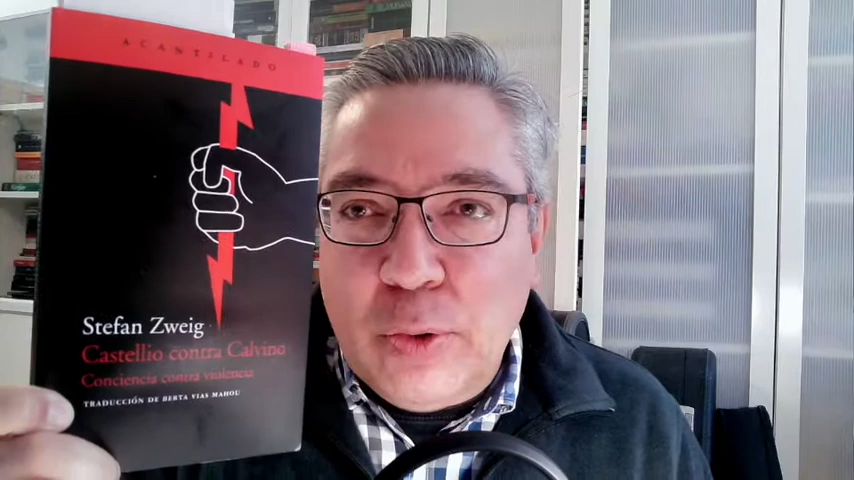 ACANTILADO
Stefan Zweig
Castellio contra Calvino
Conciencia contra violencia
TRADUCCIÓN DE BERTA VIAS MAHOU